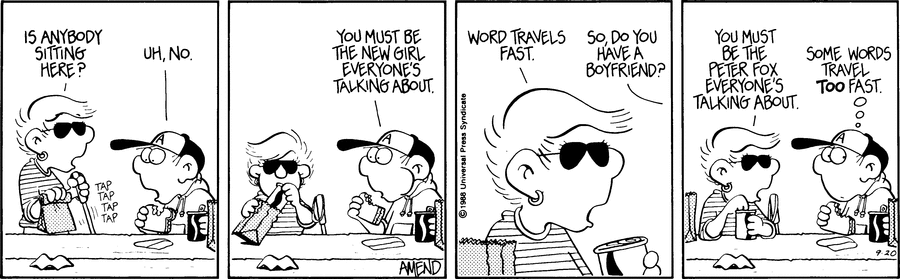 IS ANYBODY
SITTING
HERE?
UH, NO.
TAP
TAP
TAP
TAP
A
YOU MUST BE
THE NEW GIRL
EVERYONE'S
TALKING ABOUT.
A
AMEND
WORD TRAVELS
FAST.
SO, DO YOU
HAVE A
BOYFRIEND?
© 1988 Universal Press Syndicate
YOU MUST
BE THE
PETER FOX
EVERYONE'S
TALKING ABOUT.
SOME WORDS
TRAVEL
TOO FAST.
A
9-20